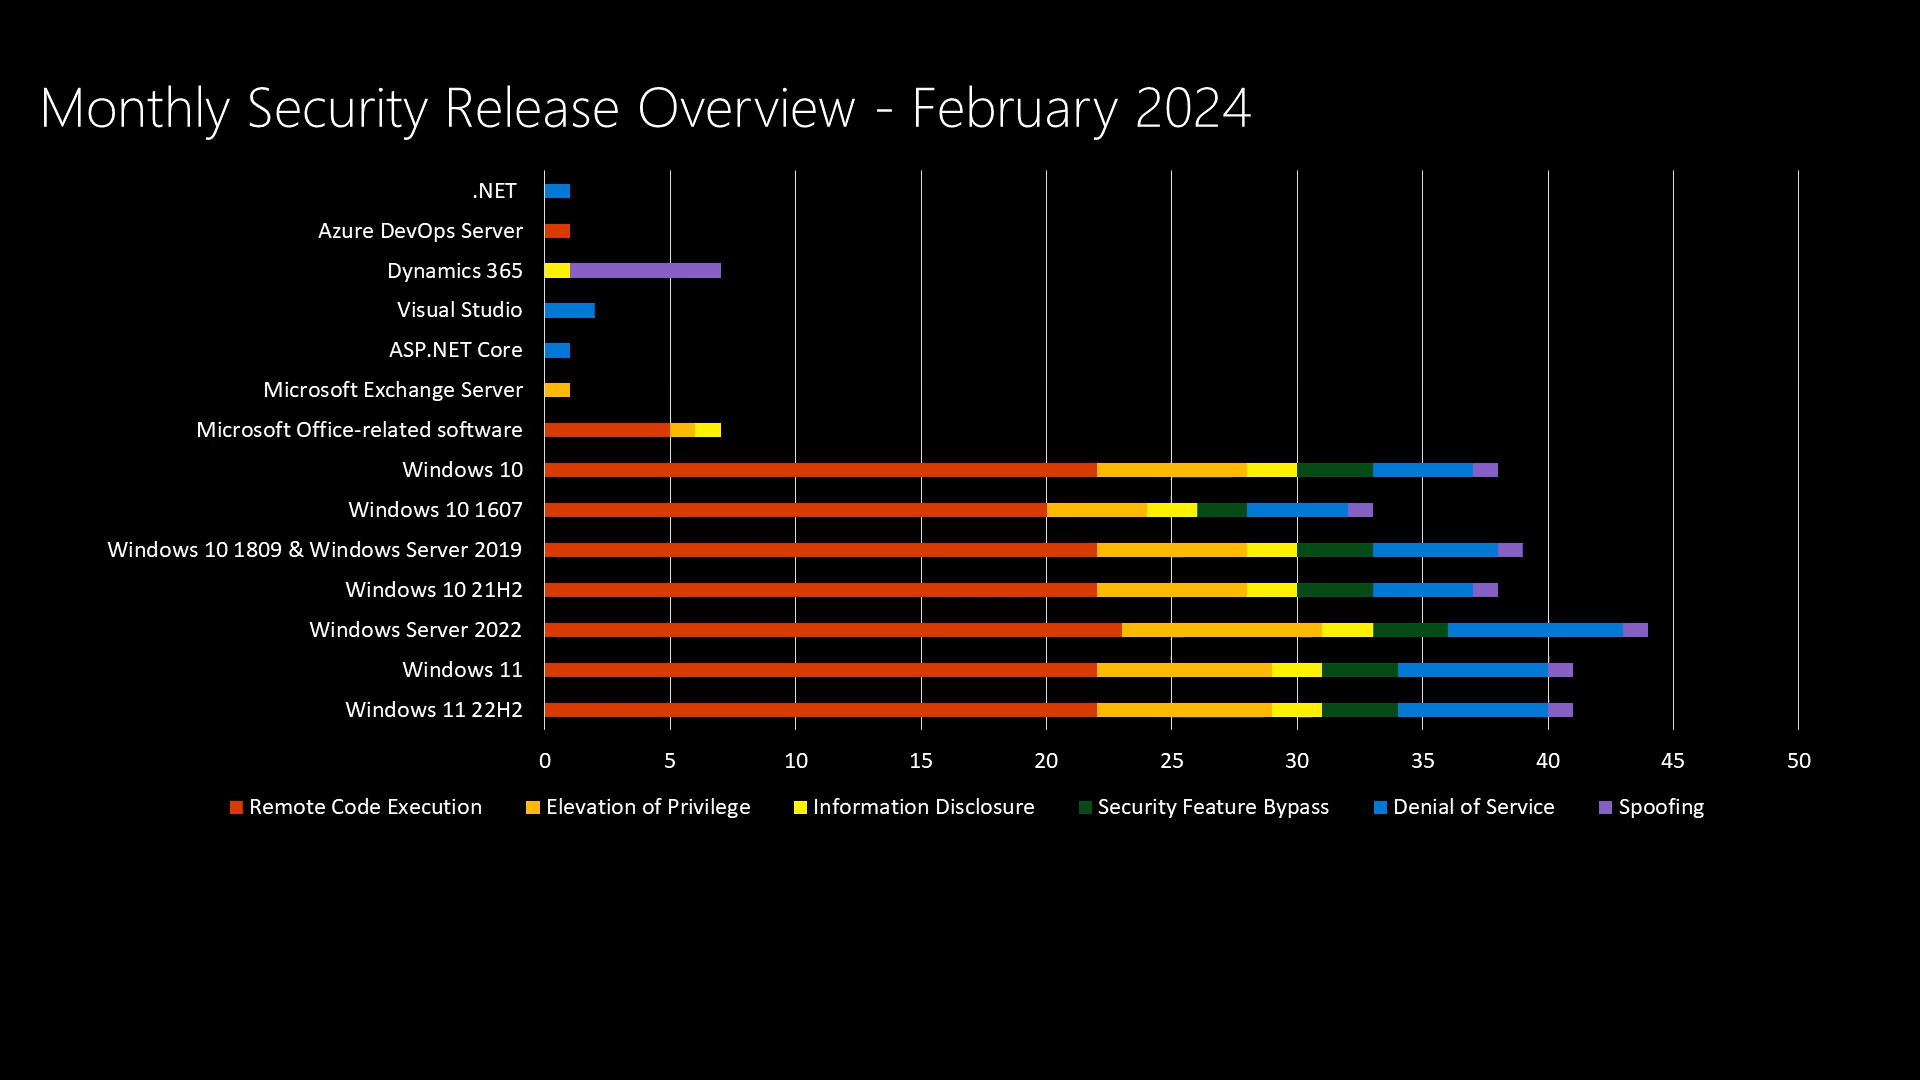 Monthly Security Release Overview - February 2024
.NET
Azure DevOps Server
Dynamics 365
Visual Studio
ASP.NET Core
Microsoft Exchange Server
Microsoft Office-related software
Windows 10
Windows 10 1607
Windows 10 1809 & Windows Server 2019
Windows 10 21H2
Windows Server 2022
Windows 11
Windows 11 22H2
0 5 10 15 20 25 30 35 40 45 50
Remote Code Execution Elevation of Privilege Information Disclosure Security Feature Bypass Denial of Service Spoofing